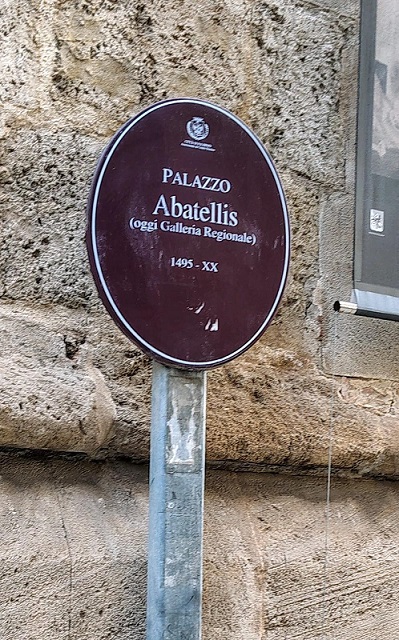 PALAZZO
Abatellis
(oggi Galleria Regionale)
1495 - XX